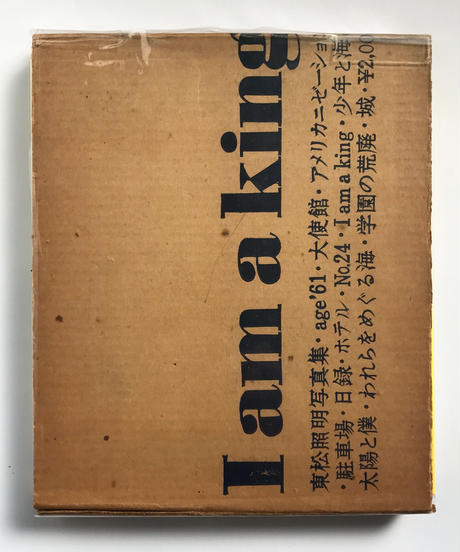 I am a king
東松照明写真集・age'61・大使館・アメリカニゼーショ
・駐車場・日録・ホテル・No.24・I am a king・少年と海
太陽と僕・われらをめぐる海・学園の荒廃・城・¥2,00